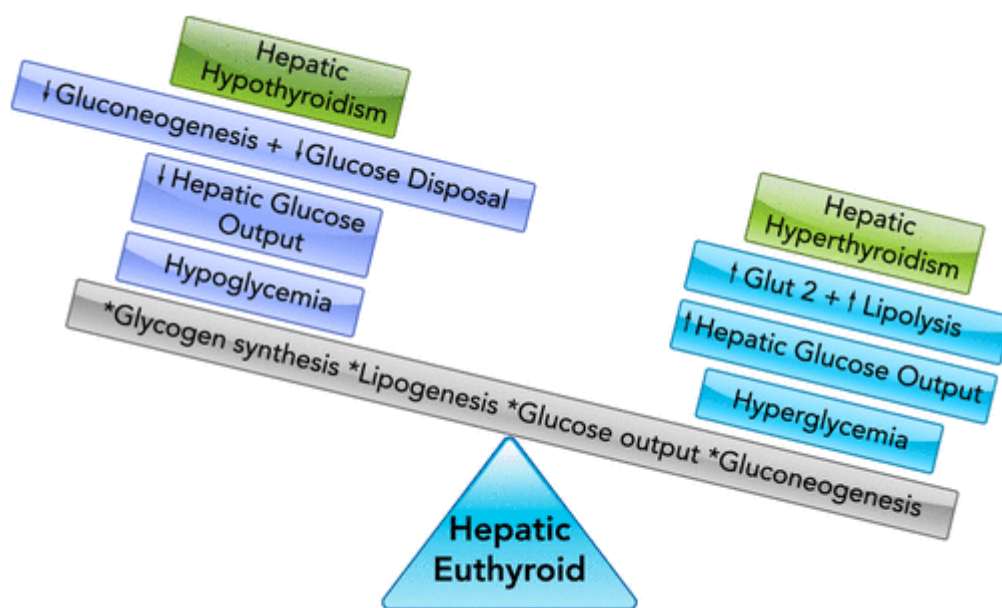 Hepatic
Hypothyroidism
↓Gluconeogenesis + ↓Glucose Disposal
↓Hepatic Glucose
Output
Hypoglycemia
Hepatic
Hyperthyroidism
↑Glut 2 + ↑Lipolysis
↑Hepatic Glucose Output
Hyperglycemia
*Glycogen synthesis *Lipogenesis *Glucose output *Gluconeogenesis
Hepatic
Euthyroid